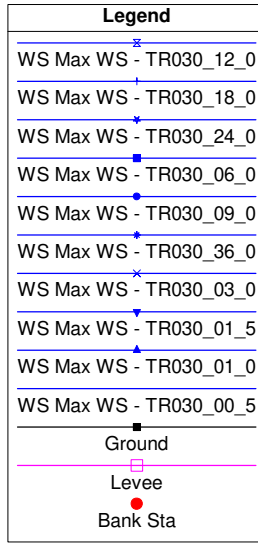 Legend
WS Max WS - TR030_12_0
WS Max WS - TR030_18_0
WS Max WS - TR030_24_0
WS Max WS - TR030_06_0
WS Max WS - TR030_09_0
WS Max WS - TR030_36_0
WS Max WS - TR030_03_0
WS Max WS - TR030_01_5
WS Max WS - TR030_01_0
WS Max WS - TR030_00_5
Ground
Levee
Bank Sta